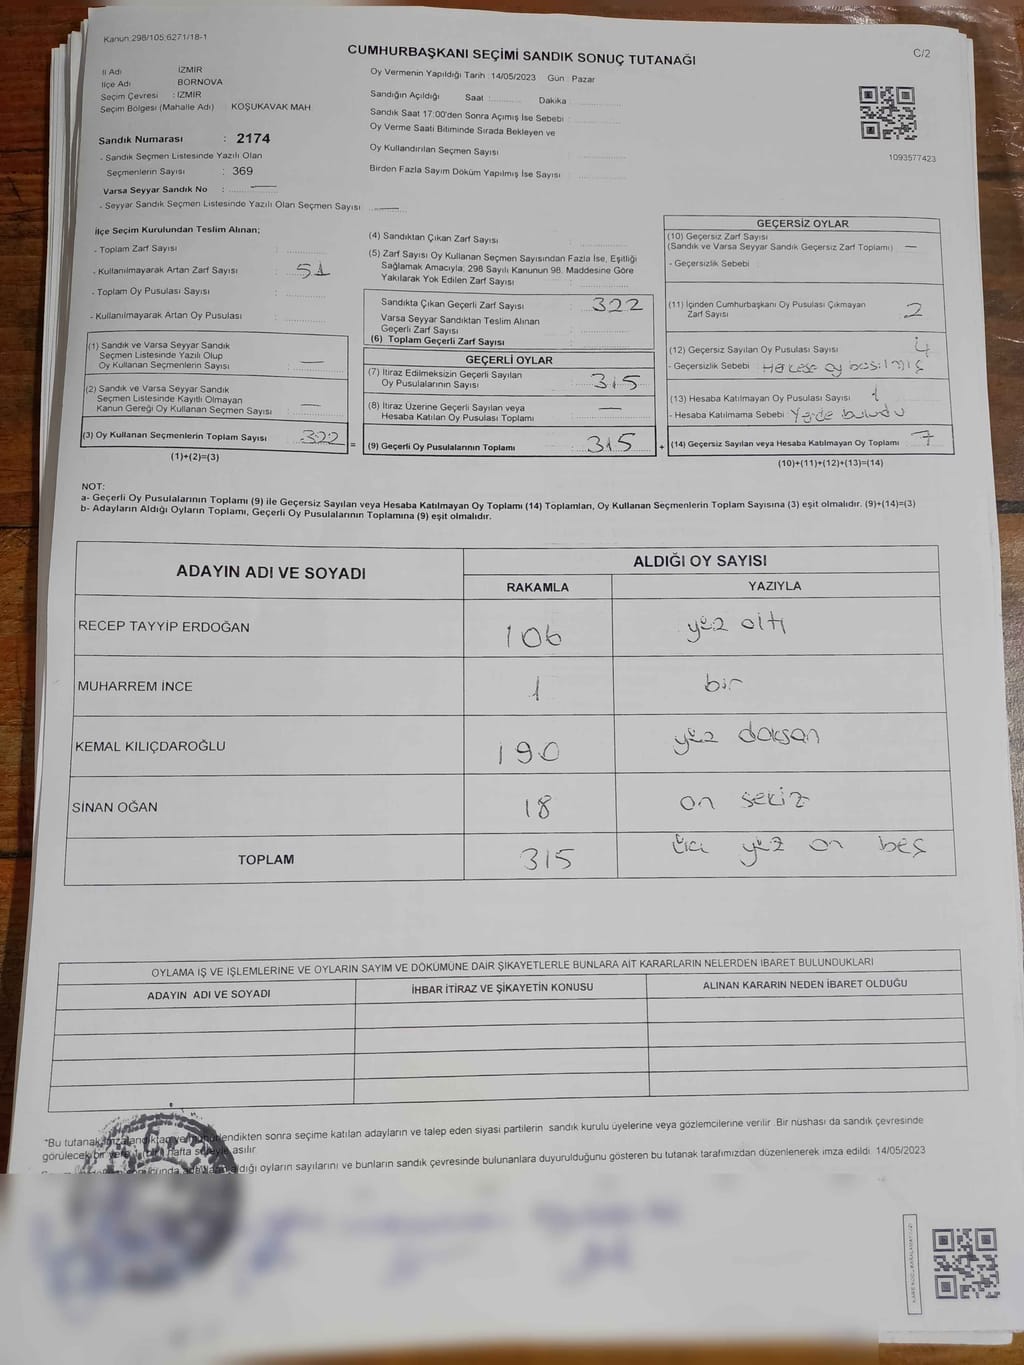 Kanun:298/105;6271/18-1
CUMHURBAŞKANI SEÇİMİ SANDIK SONUÇ TUTANAĞI
C/2
İl Adı İZMİR
İlçe Adı BORNOVA
Seçim Çevresi : İZMİR
Seçim Bölgesi (Mahalle Adı) KOŞUKAVAK MAH
Oy Vermenin Yapıldığı Tarih :14/05/2023 Gün : Pazar
Sandığın Açıldığı Saat : Dakika :
Sandık Saat 17:00'den Sonra Açımış İse Sebebi :
Oy Verme Saati Bitiminde Sırada Bekleyen ve
Oy Kullandırılan Seçmen Sayısı
Birden Fazla Sayım Döküm Yapılmış İse Sayısı :
1093577423
Sandık Numarası : 2174
- Sandık Seçmen Listesinde Yazılı Olan
Seçmenlerin Sayısı : 369
Varsa Seyyar Sandık No : —
- Seyyar Sandık Seçmen Listesinde Yazılı Olan Seçmen Sayısı —
İlçe Seçim Kurulundan Teslim Alınan;
- Toplam Zarf Sayısı :
- Kullanılmayarak Artan Zarf Sayısı : 51
- Toplam Oy Pusulası Sayısı :
- Kullanılmayarak Artan Oy Pusulası :
(1) Sandık ve Varsa Seyyar Sandık
Seçmen Listesinde Yazılı Olup
Oy Kullanan Seçmenlerin Sayısı : —
(2) Sandık ve Varsa Seyyar Sandık
Seçmen Listesinde Kayıtlı Olmayan
Kanun Gereği Oy Kullanan Seçmen Sayısı : —
(3) Oy Kullanan Seçmenlerin Toplam Sayısı : 322 =
(1)+(2)=(3)
(4) Sandıktan Çıkan Zarf Sayısı :
(5) Zarf Sayısı Oy Kullanan Seçmen Sayısından Fazla İse, Eşitliği
Sağlamak Amacıyla, 298 Sayılı Kanunun 98. Maddesine Göre
Yakılarak Yok Edilen Zarf Sayısı :
Sandıkta Çıkan Geçerli Zarf Sayısı : 322
Varsa Seyyar Sandıktan Teslim Alınan
Geçerli Zarf Sayısı :
(6) Toplam Geçerli Zarf Sayısı :
GEÇERLİ OYLAR
(7) İtiraz Edilmeksizin Geçerli Sayılan
Oy Pusulalarının Sayısı : 315
(8) İtiraz Üzerine Geçerli Sayılan veya
Hesaba Katılan Oy Pusulası Toplamı : —
(9) Geçerli Oy Pusulalarının Toplamı : 315 +
GEÇERSİZ OYLAR
(10) Geçersiz Zarf Sayısı
(Sandık ve Varsa Seyyar Sandık Geçersiz Zarf Toplamı) : —
- Geçersizlik Sebebi :
(11) İçinden Cumhurbaşkanı Oy Pusulası Çıkmayan
Zarf Sayısı : 2
(12) Geçersiz Sayılan Oy Pusulası Sayısı : 4
- Geçersizlik Sebebi : Herkese oy basılmış
(13) Hesaba Katılmayan Oy Pusulası Sayısı : 1
- Hesaba Katılmama Sebebi : Yerde bulundu
(14) Geçersiz Sayılan veya Hesaba Katılmayan Oy Toplamı : 7
(10)+(11)+(12)+(13)=(14)
NOT:
a- Geçerli Oy Pusulalarının Toplamı (9) ile Geçersiz Sayılan veya Hesaba Katılmayan Oy Toplamı (14) Toplamları, Oy Kullanan Seçmenlerin Toplam Sayısına (3) eşit olmalıdır. (9)+(14)=(3)
b- Adayların Aldığı Oyların Toplamı, Geçerli Oy Pusulalarının Toplamına (9) eşit olmalıdır.
ADAYIN ADI VE SOYADI ALDIĞI OY SAYISI
RAKAMLA YAZIYLA
RECEP TAYYİP ERDOĞAN 106 yüz altı
MUHARREM İNCE 1 bir
KEMAL KILIÇDAROĞLU 190 yüz doksan
SİNAN OĞAN 18 on sekiz
TOPLAM 315 üç yüz on beş
OYLAMA İŞ VE İŞLEMLERİNE VE OYLARIN SAYIM VE DÖKÜMÜNE DAİR ŞİKAYETLERLE BUNLARA AİT KARARLARIN NELERDEN İBARET BULUNDUKLARI
ADAYIN ADI VE SOYADI İHBAR İTİRAZ VE ŞİKAYETİN KONUSU ALINAN KARARIN NEDEN İBARET OLDUĞU
*Bu tutanak imzalandıktan ve mühürlendikten sonra seçime katılan adayların ve talep eden siyasi partilerin sandık kurulu üyelerine veya gözlemcilerine verilir. Bir nüshası da sandık çevresinde
görülecek bir yere 1 (bir) hafta süreyle asılır.
aldığı oyların sayılarını ve bunların sandık çevresinde bulunanlara duyurulduğunu gösteren bu tutanak tarafımızdan düzenlenerek imza edildi. 14/05/2023